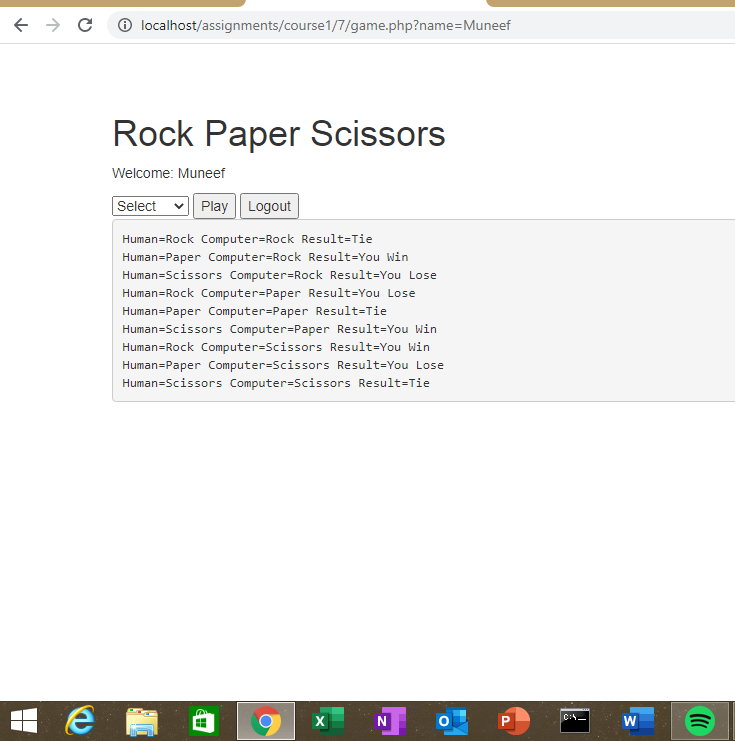 localhost/assignments/course1/7/game.php?name=Muneef
Rock Paper Scissors
Welcome: Muneef
Select Play Logout
Human=Rock Computer=Rock Result=Tie
Human=Paper Computer=Rock Result=You Win
Human=Scissors Computer=Rock Result=You Lose
Human=Rock Computer=Paper Result=You Lose
Human=Paper Computer=Paper Result=Tie
Human=Scissors Computer=Paper Result=You Win
Human=Rock Computer=Scissors Result=You Win
Human=Paper Computer=Scissors Result=You Lose
Human=Scissors Computer=Scissors Result=Tie
X N O P C:\ W